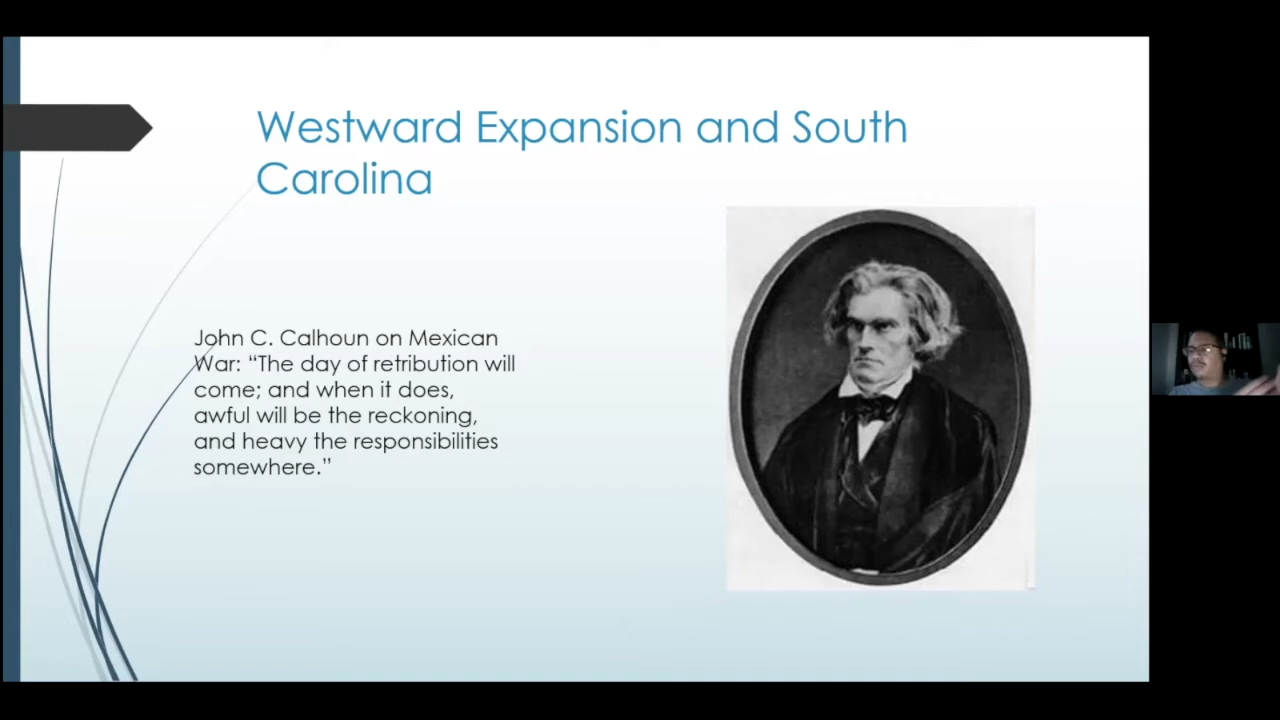 Westward Expansion and South
Carolina
John C. Calhoun on Mexican
War: “The day of retribution will
come; and when it does,
awful will be the reckoning,
and heavy the responsibilities
somewhere.”